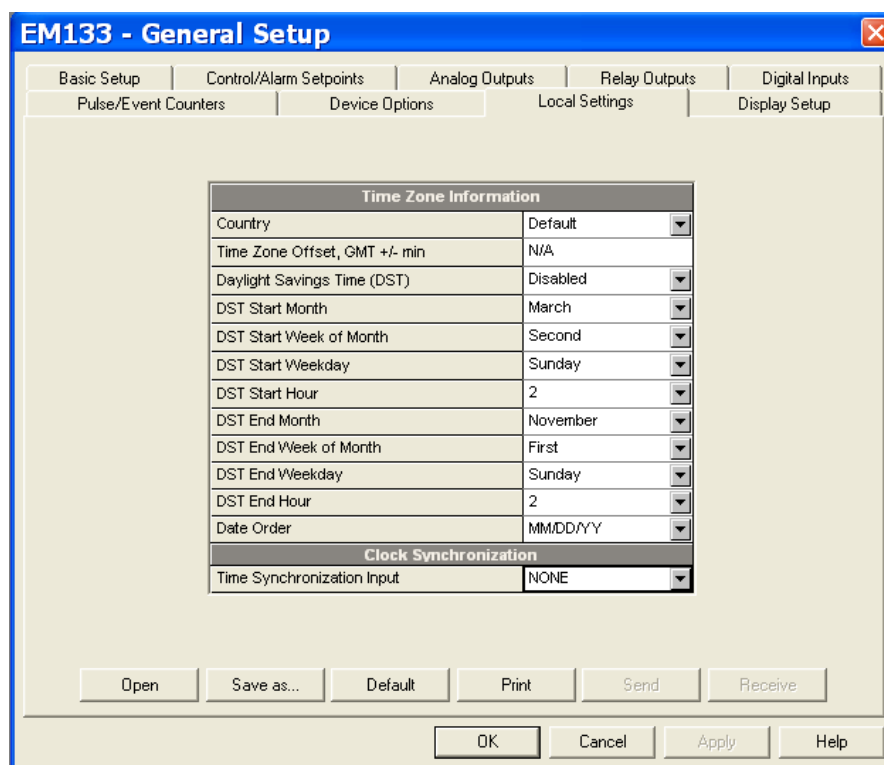 EM133 - General Setup
Basic Setup Control/Alarm Setpoints Analog Outputs Relay Outputs Digital Inputs
Pulse/Event Counters Device Options Local Settings Display Setup
Time Zone Information
Country Default
Time Zone Offset, GMT +/- min N/A
Daylight Savings Time (DST) Disabled
DST Start Month March
DST Start Week of Month Second
DST Start Weekday Sunday
DST Start Hour 2
DST End Month November
DST End Week of Month First
DST End Weekday Sunday
DST End Hour 2
Date Order MM/DD/YY
Clock Synchronization
Time Synchronization Input NONE
Open Save as... Default Print Send Receive
OK Cancel Apply Help